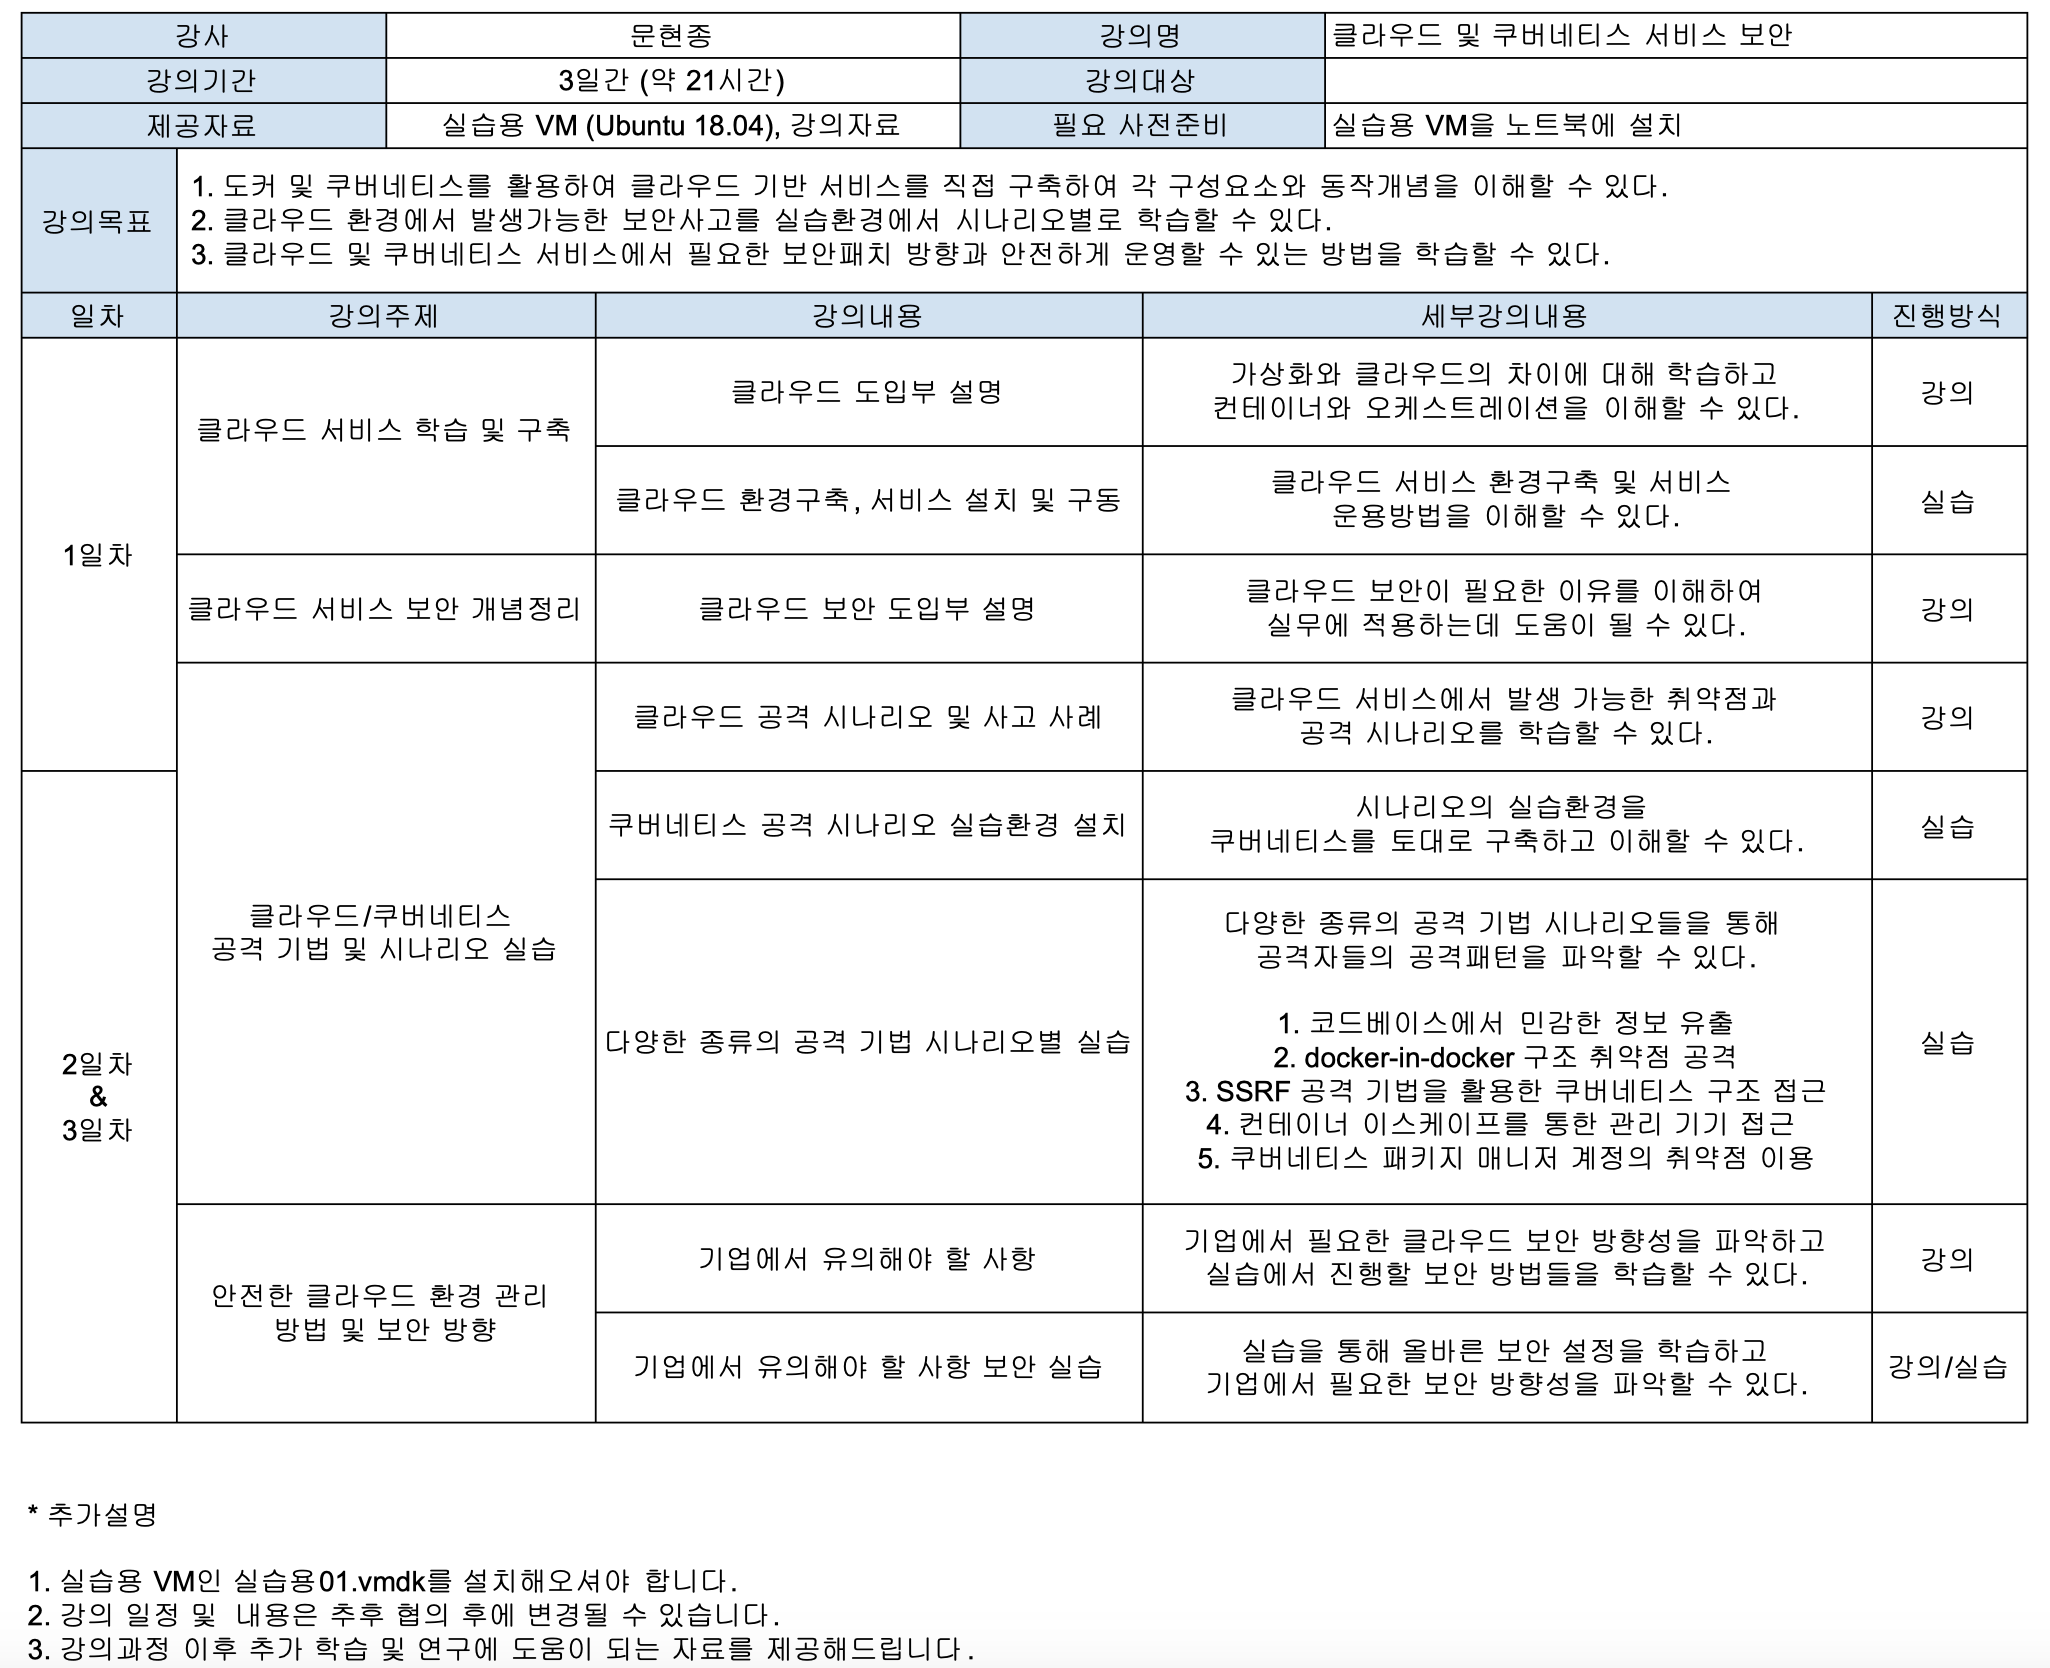 강사 문현종 강의명 클라우드 및 쿠버네티스 서비스 보안
강의기간 3일간 (약 21시간) 강의대상
제공자료 실습용 VM (Ubuntu 18.04), 강의자료 필요 사전준비 실습용 VM을 노트북에 설치
강의목표
1. 도커 및 쿠버네티스를 활용하여 클라우드 기반 서비스를 직접 구축하여 각 구성요소와 동작개념을 이해할 수 있다.
2. 클라우드 환경에서 발생가능한 보안사고를 실습환경에서 시나리오별로 학습할 수 있다.
3. 클라우드 및 쿠버네티스 서비스에서 필요한 보안패치 방향과 안전하게 운영할 수 있는 방법을 학습할 수 있다.
일차 강의주제 강의내용 세부강의내용 진행방식
1일차
클라우드 서비스 학습 및 구축
클라우드 도입부 설명
가상화와 클라우드의 차이에 대해 학습하고
컨테이너와 오케스트레이션을 이해할 수 있다.
강의
클라우드 환경구축, 서비스 설치 및 구동
클라우드 서비스 환경구축 및 서비스
운용방법을 이해할 수 있다.
실습
클라우드 서비스 보안 개념정리
클라우드 보안 도입부 설명
클라우드 보안이 필요한 이유를 이해하여
실무에 적용하는데 도움이 될 수 있다.
강의
클라우드/쿠버네티스
공격 기법 및 시나리오 실습
클라우드 공격 시나리오 및 사고 사례
클라우드 서비스에서 발생 가능한 취약점과
공격 시나리오를 학습할 수 있다.
강의
2일차
&
3일차
쿠버네티스 공격 시나리오 실습환경 설치
시나리오의 실습환경을
쿠버네티스를 토대로 구축하고 이해할 수 있다.
실습
다양한 종류의 공격 기법 시나리오별 실습
다양한 종류의 공격 기법 시나리오들을 통해
공격자들의 공격패턴을 파악할 수 있다.
1. 코드베이스에서 민감한 정보 유출
2. docker-in-docker 구조 취약점 공격
3. SSRF 공격 기법을 활용한 쿠버네티스 구조 접근
4. 컨테이너 이스케이프를 통한 관리 기기 접근
5. 쿠버네티스 패키지 매니저 계정의 취약점 이용
실습
안전한 클라우드 환경 관리
방법 및 보안 방향
기업에서 유의해야 할 사항
기업에서 필요한 클라우드 보안 방향성을 파악하고
실습에서 진행할 보안 방법들을 학습할 수 있다.
강의
기업에서 유의해야 할 사항 보안 실습
실습을 통해 올바른 보안 설정을 학습하고
기업에서 필요한 보안 방향성을 파악할 수 있다.
강의/실습
* 추가설명
1. 실습용 VM인 실습용01.vmdk를 설치해오셔야 합니다.
2. 강의 일정 및 내용은 추후 협의 후에 변경될 수 있습니다.
3. 강의과정 이후 추가 학습 및 연구에 도움이 되는 자료를 제공해드립니다.